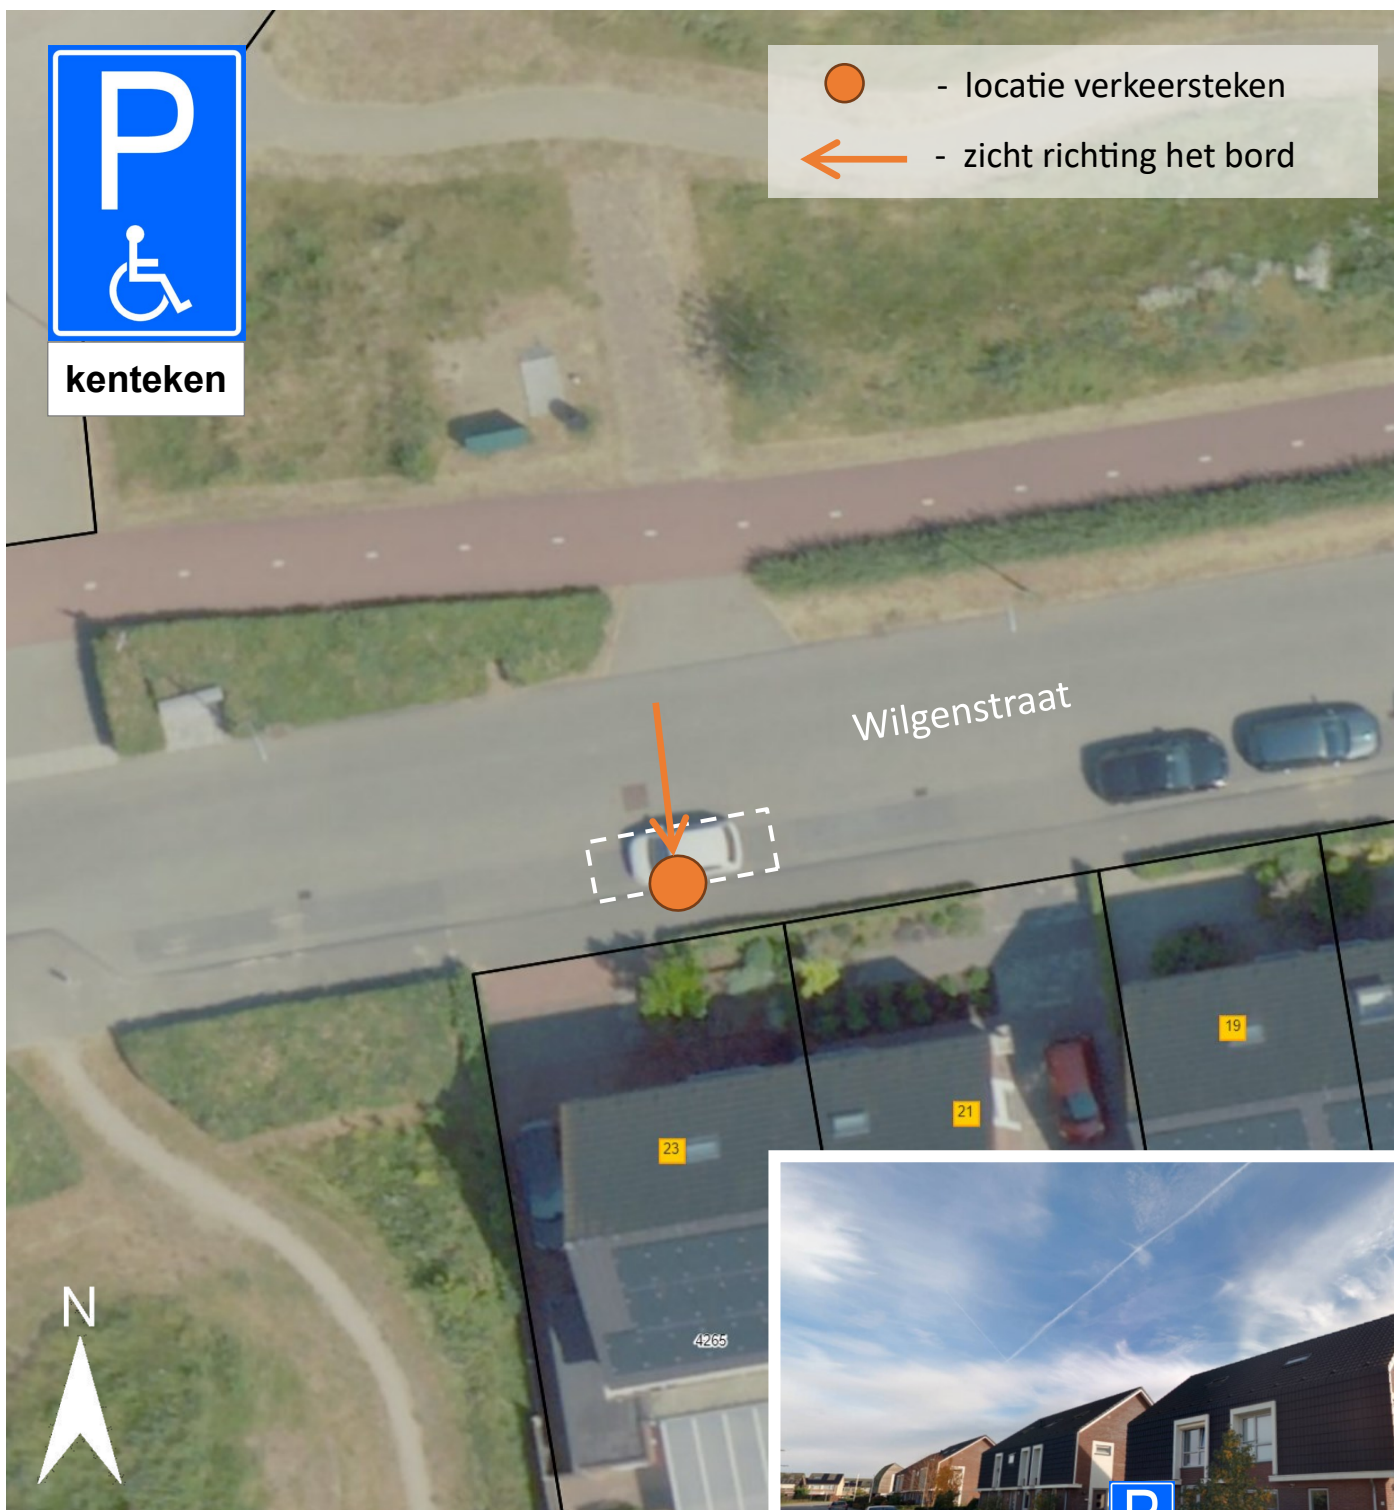 P
kenteken
- locatie verkeersteken
- zicht richting het bord
Wilgenstraat
19
21
23
4265
N
P